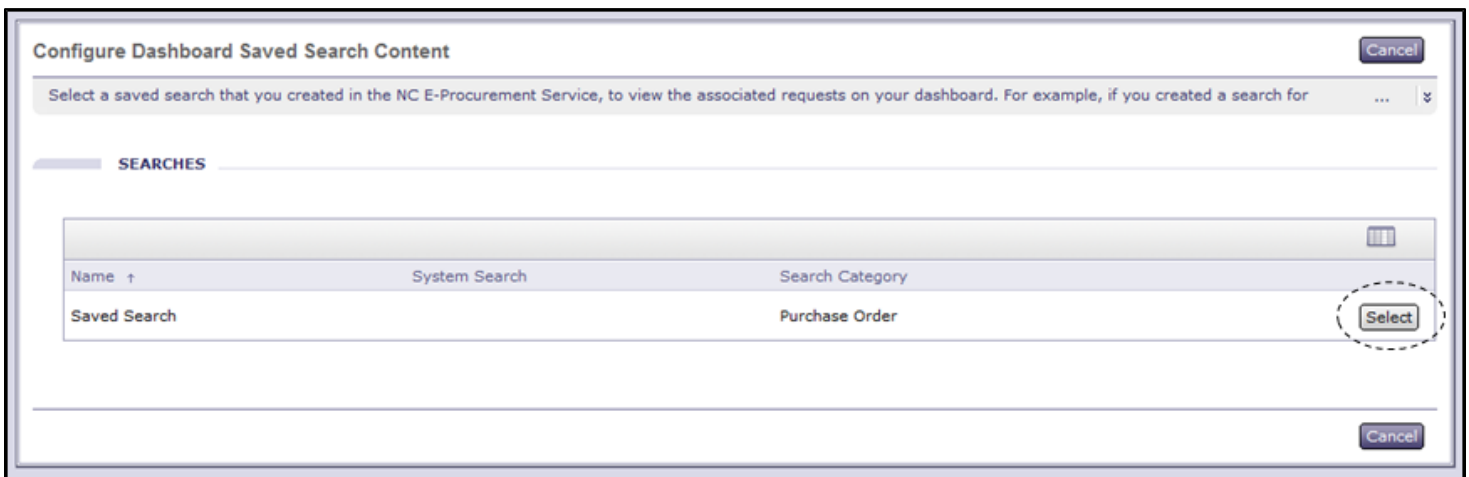 Configure Dashboard Saved Search Content Cancel
Select a saved search that you created in the NC E-Procurement Service, to view the associated requests on your dashboard. For example, if you created a search for ...
SEARCHES
Name ↑ System Search Search Category
Saved Search Purchase Order Select
Cancel